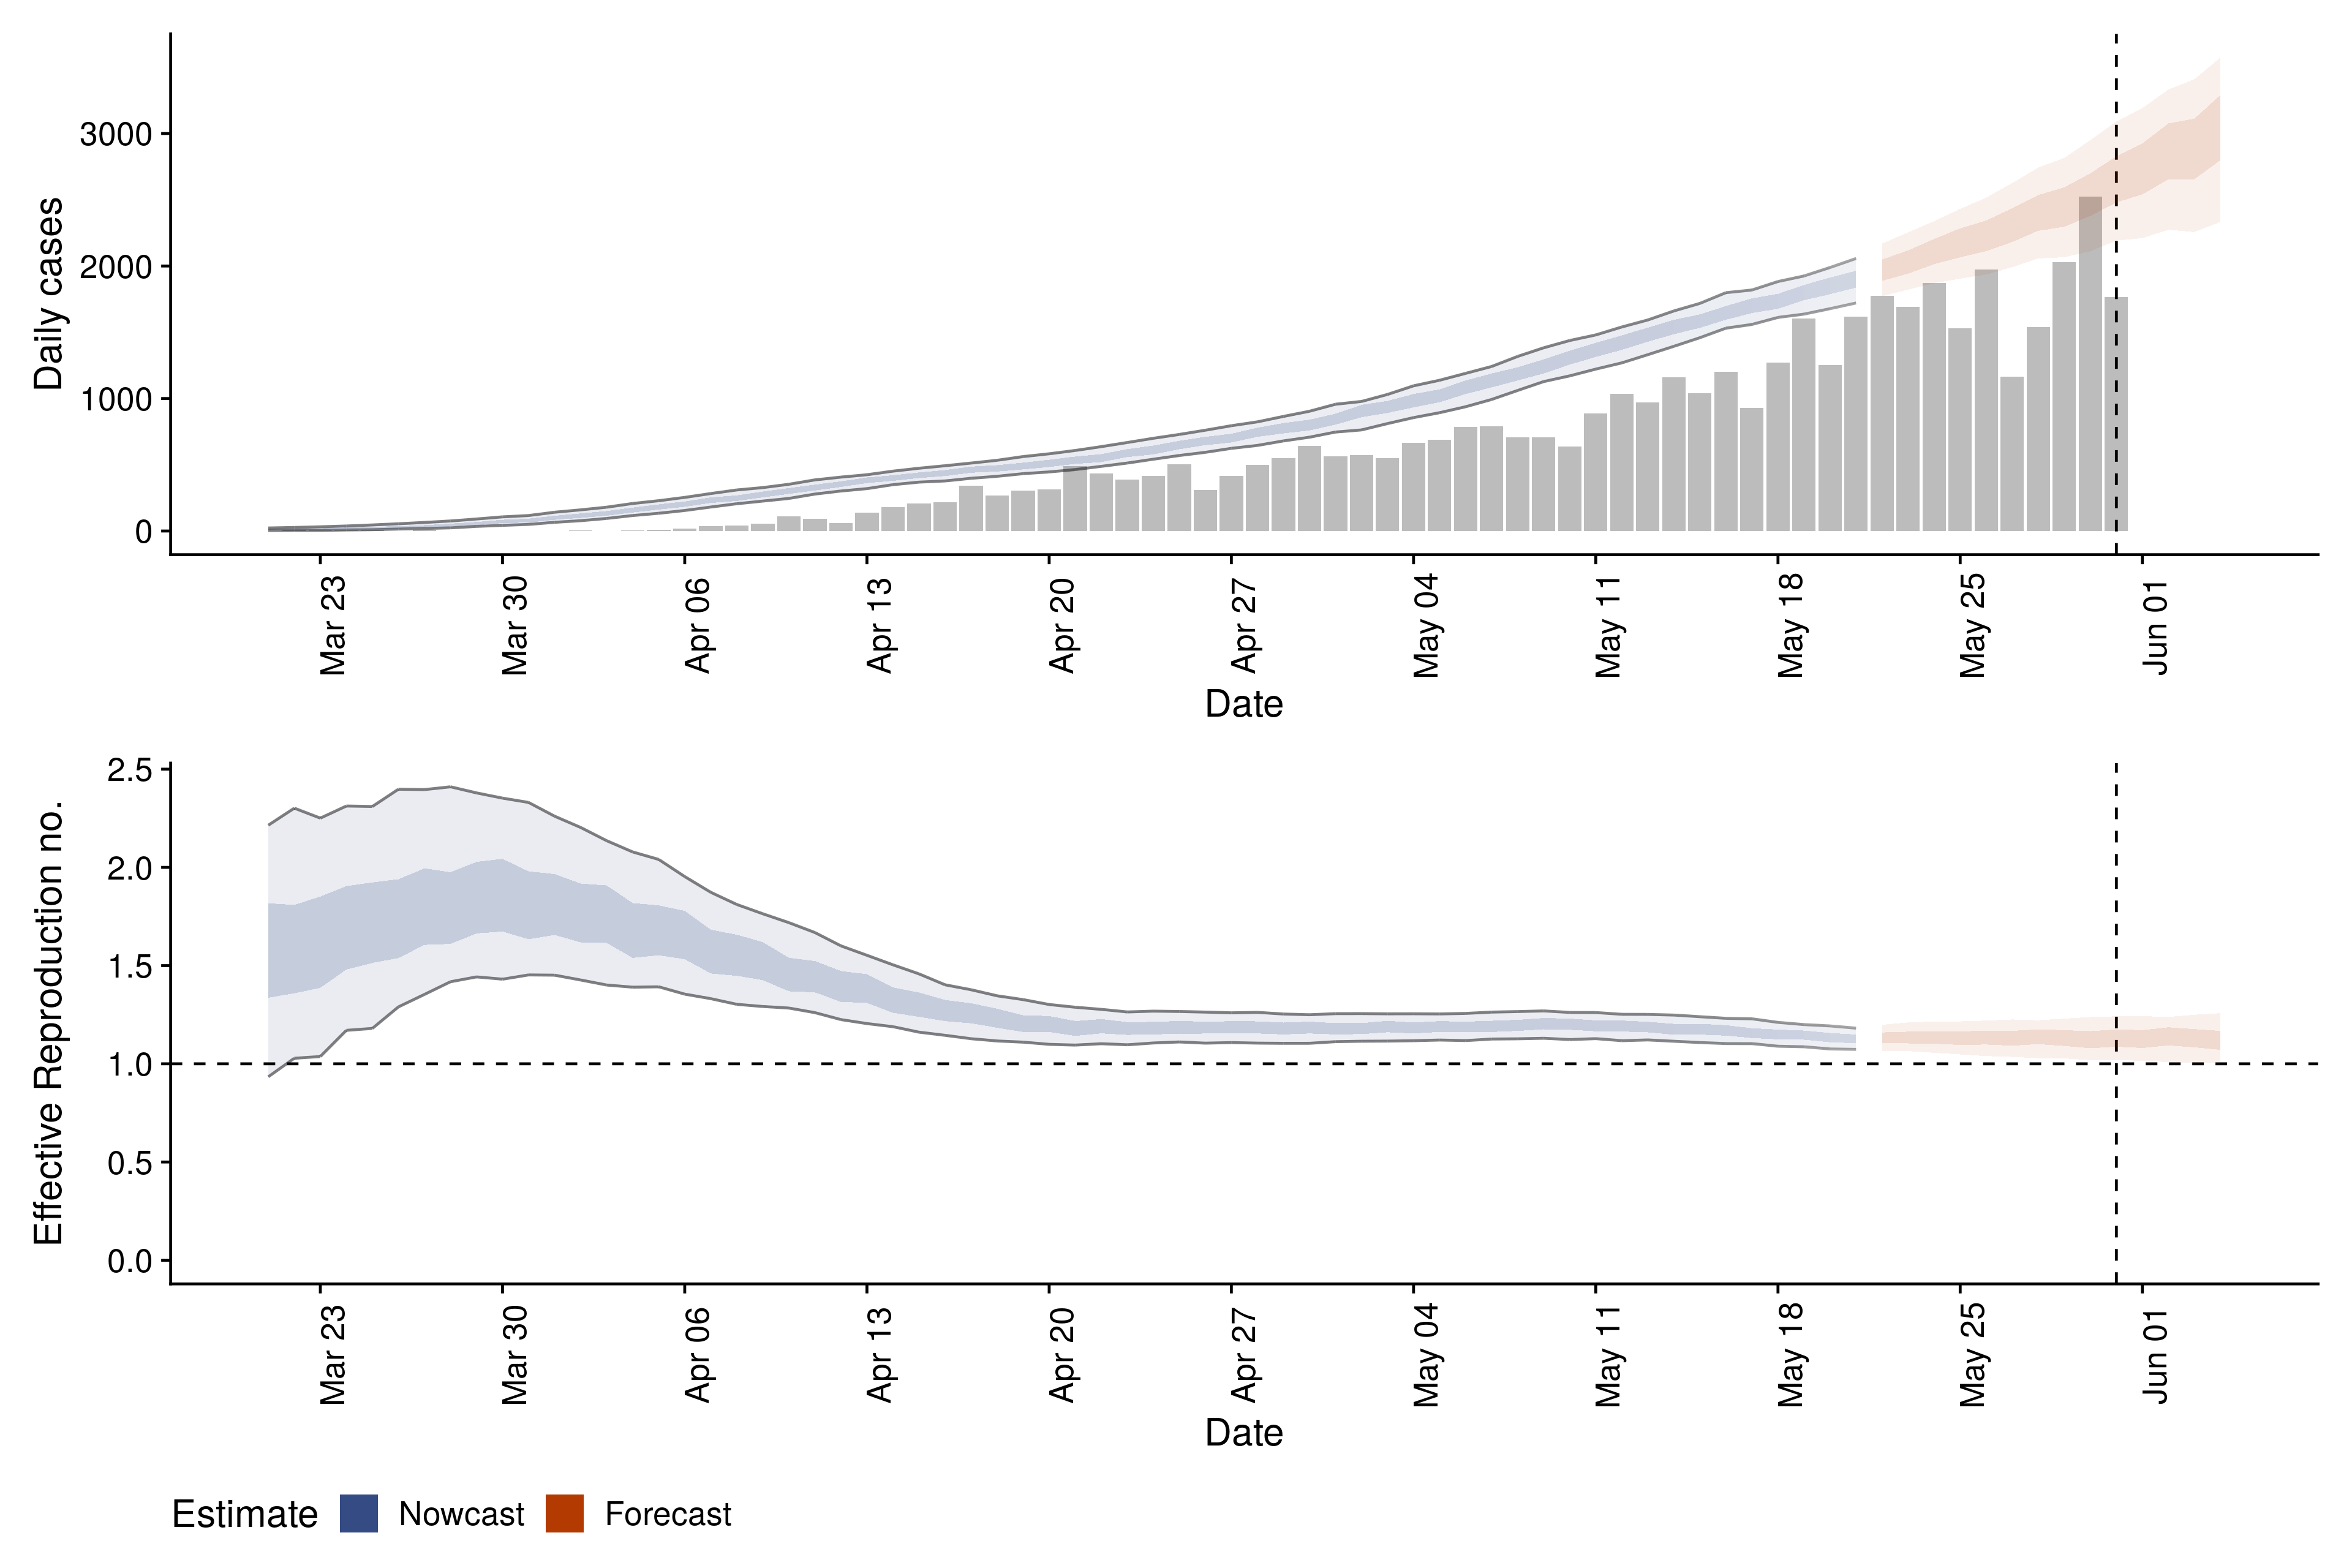 Daily cases
3000
2000
1000
0
Mar 23
Mar 30
Apr 06
Apr 13
Apr 20
Apr 27
May 04
May 11
May 18
May 25
Jun 01
Date
Effective Reproduction no.
2.5
2.0
1.5
1.0
0.5
0.0
Mar 23
Mar 30
Apr 06
Apr 13
Apr 20
Apr 27
May 04
May 11
May 18
May 25
Jun 01
Date
Estimate Nowcast Forecast